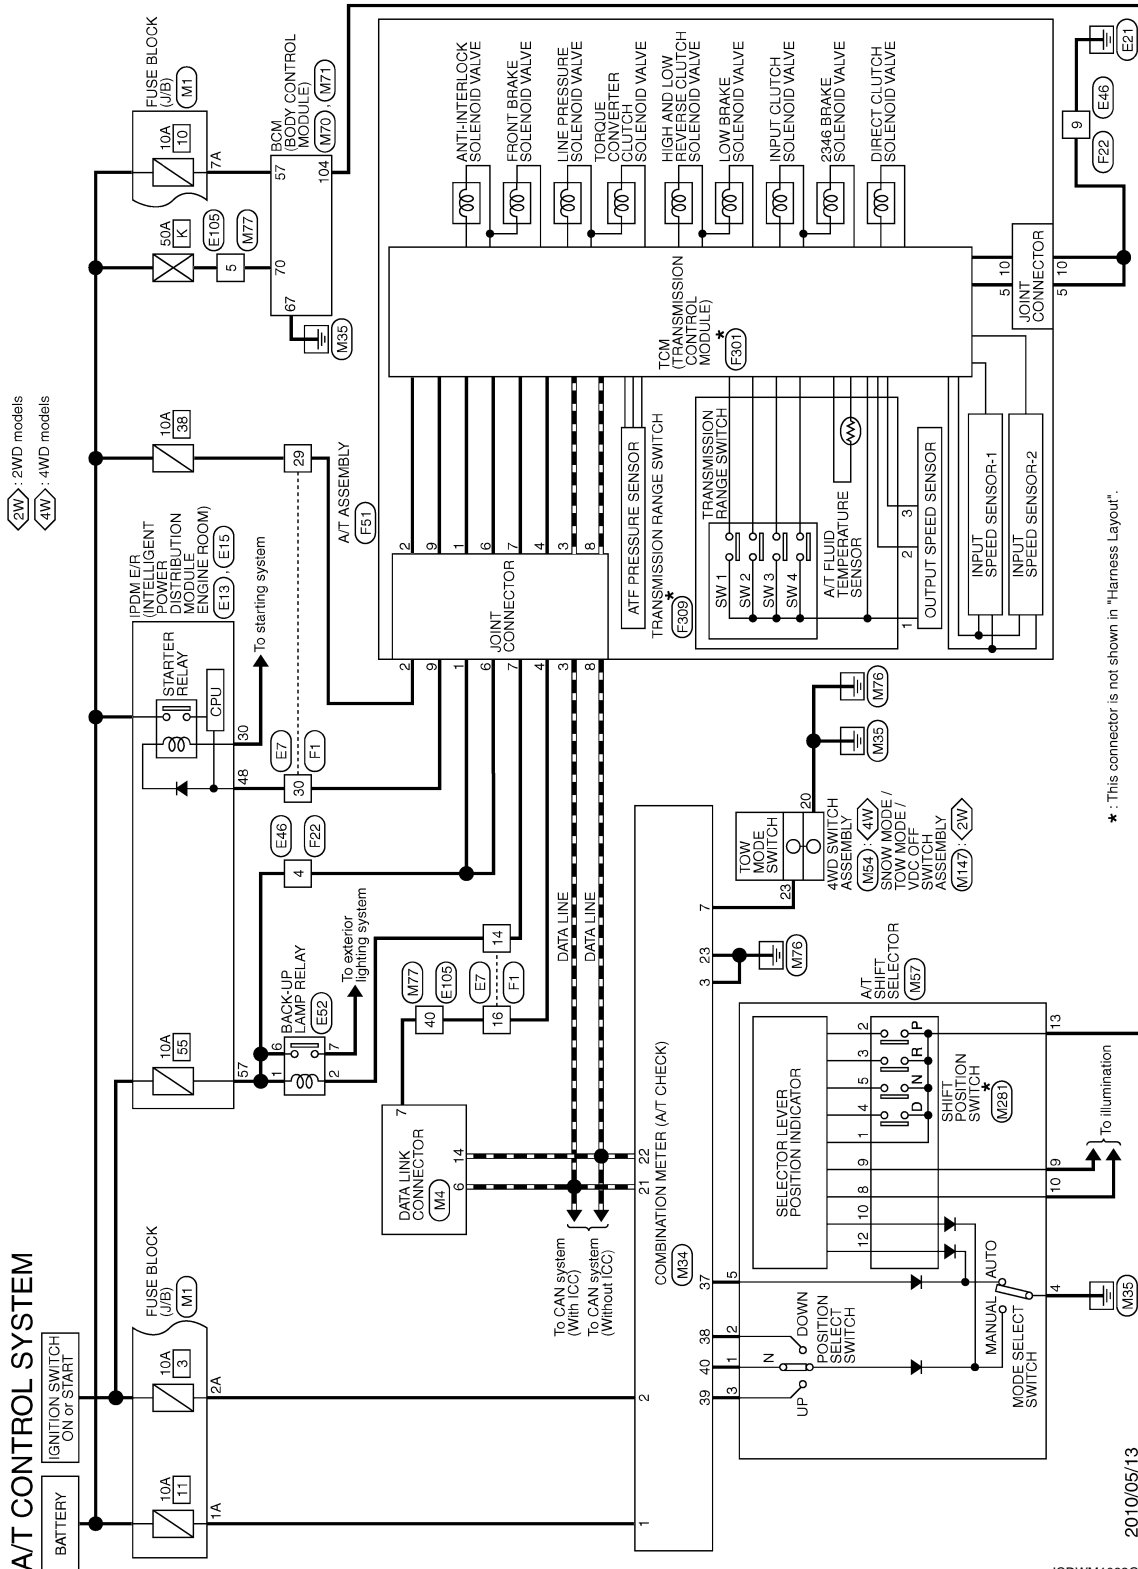 A/T CONTROL SYSTEM
BATTERY
IGNITION SWITCH
ON or START
FUSE BLOCK
(J/B)
M1
10A
11
1A
10A
3
2A
10A
55
57
IPDM E/R
(INTELLIGENT
POWER
DISTRIBUTION
MODULE
ENGINE ROOM)
E13 , E15
STARTER
RELAY
CPU
48
30
To starting system
10A
38
50A
K
E105
M77
5
FUSE BLOCK
(J/B)
M1
10A
10
7A
BCM
(BODY CONTROL
MODULE)
M70 , M71
57
70
67
104
M35
2W : 2WD models
4W : 4WD models
BACK-UP
LAMP RELAY
E52
1
6
2
7
To exterior
lighting system
4
E46
F22
30
E7
F1
29
A/T ASSEMBLY
F51
DATA LINK
CONNECTOR
M4
7
6
14
M77
40
E105
E7
16
14
F1
DATA LINE
DATA LINE
To CAN system
(With ICC)
To CAN system
(Without ICC)
JOINT
CONNECTOR
2
9
1
6
7
4
3
8
2
9
1
6
7
4
3
8
TCM
(TRANSMISSION
CONTROL
MODULE)
*
F301
ANTI-INTERLOCK
SOLENOID VALVE
FRONT BRAKE
SOLENOID VALVE
LINE PRESSURE
SOLENOID VALVE
TORQUE
CONVERTER
CLUTCH
SOLENOID VALVE
HIGH AND LOW
REVERSE CLUTCH
SOLENOID VALVE
LOW BRAKE
SOLENOID VALVE
INPUT CLUTCH
SOLENOID VALVE
2346 BRAKE
SOLENOID VALVE
DIRECT CLUTCH
SOLENOID VALVE
ATF PRESSURE SENSOR
TRANSMISSION RANGE SWITCH
*
F309
TRANSMISSION
RANGE SWITCH
SW 1
SW 2
SW 3
SW 4
A/T FLUID
TEMPERATURE
SENSOR
1
2
3
OUTPUT SPEED SENSOR
INPUT
SPEED SENSOR-1
INPUT
SPEED SENSOR-2
5
10
JOINT
CONNECTOR
5
10
F22
9
E46
E21
COMBINATION METER (A/T CHECK)
M34
1
2
21
22
39
40
38
37
3
23
7
M76
TOW
MODE
SWITCH
23
20
4WD SWITCH
ASSEMBLY
M54 : 4W
SNOW MODE /
TOW MODE /
VDC OFF
SWITCH
ASSEMBLY
M147 : 2W
M35
M76
3
1
2
5
UP
N
DOWN
POSITION
SELECT
SWITCH
MANUAL
AUTO
MODE SELECT
SWITCH
4
M35
SELECTOR LEVER
POSITION INDICATOR
12
10
8
9
1
4
5
3
2
D
N
R
P
A/T
SHIFT
SELECTOR
M57
SHIFT
POSITION
SWITCH
*
M281
10
9
To illumination
13
* : This connector is not shown in "Harness Layout".
2010/05/13